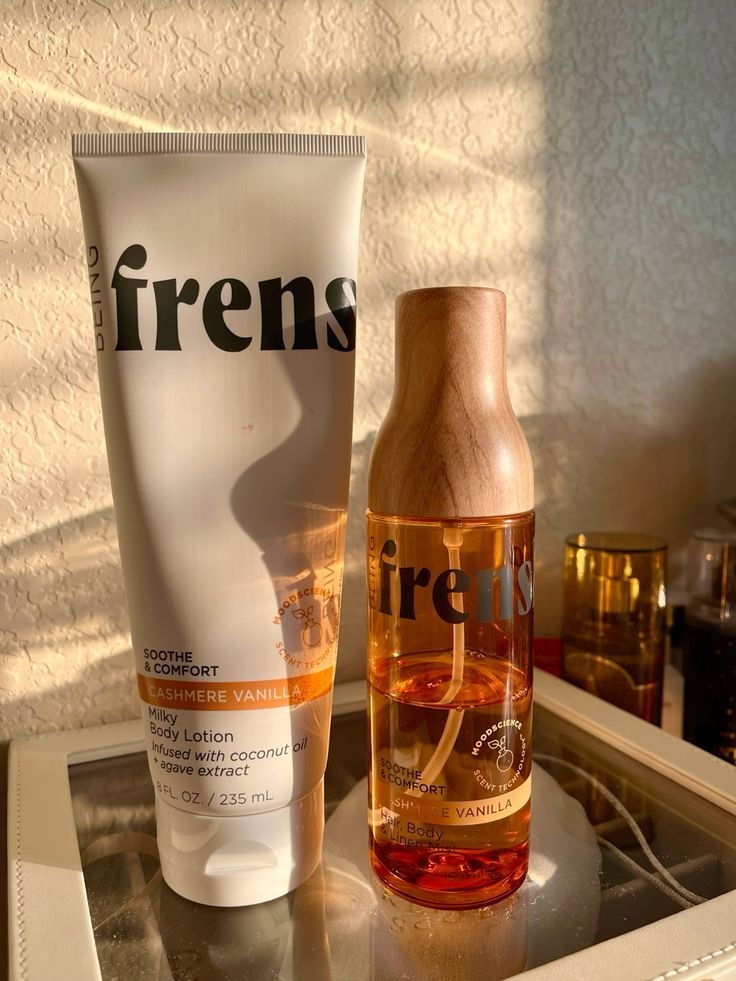 BEING
frens
MOODSCIENCE
SCENT TECHNOLOGY
SOOTHE
& COMFORT
CASHMERE VANILLA
Milky
Body Lotion
Infused with coconut oil
+ agave extract
8 FL. OZ. / 235 mL
BEING
frens
MOODSCIENCE
SCENT TECHNOLOGY
SOOTHE
& COMFORT
VANILLA
Hair, Body
& Linen Mist